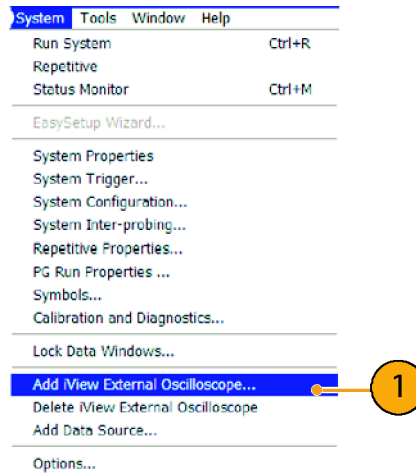 System Tools Window Help
Run System Ctrl+R
Repetitive
Status Monitor Ctrl+M
EasySetup Wizard...
System Properties
System Trigger...
System Configuration...
System Inter-probing...
Repetitive Properties...
PG Run Properties ...
Symbols...
Calibration and Diagnostics...
Lock Data Windows...
Add iView External Oscilloscope...
1
Delete iView External Oscilloscope
Add Data Source...
Options...